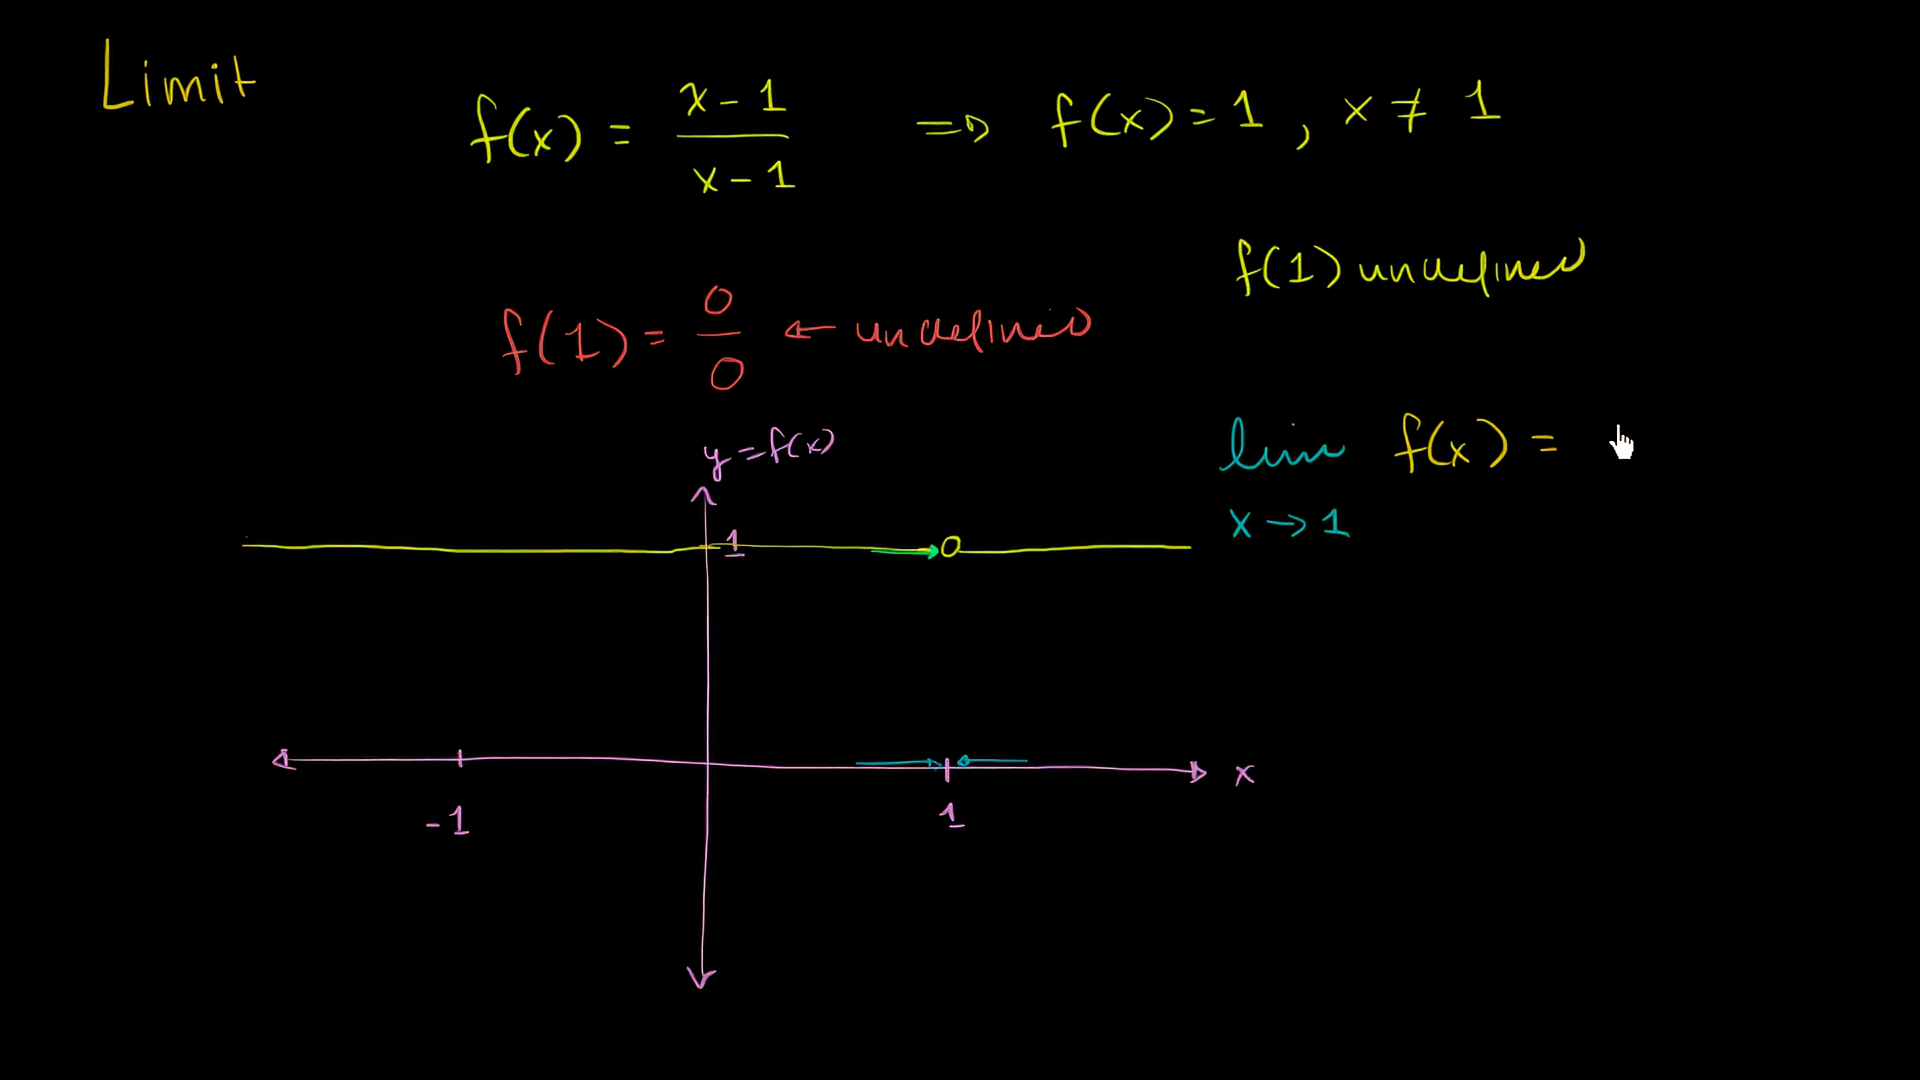 Limit
f(x) = x - 1 / x - 1 => f(x) = 1 , x ≠ 1
f(1) undefined
f(1) = 0 / 0 ← undefined
y = f(x)
lim x → 1 f(x) =
1
x
-1
1